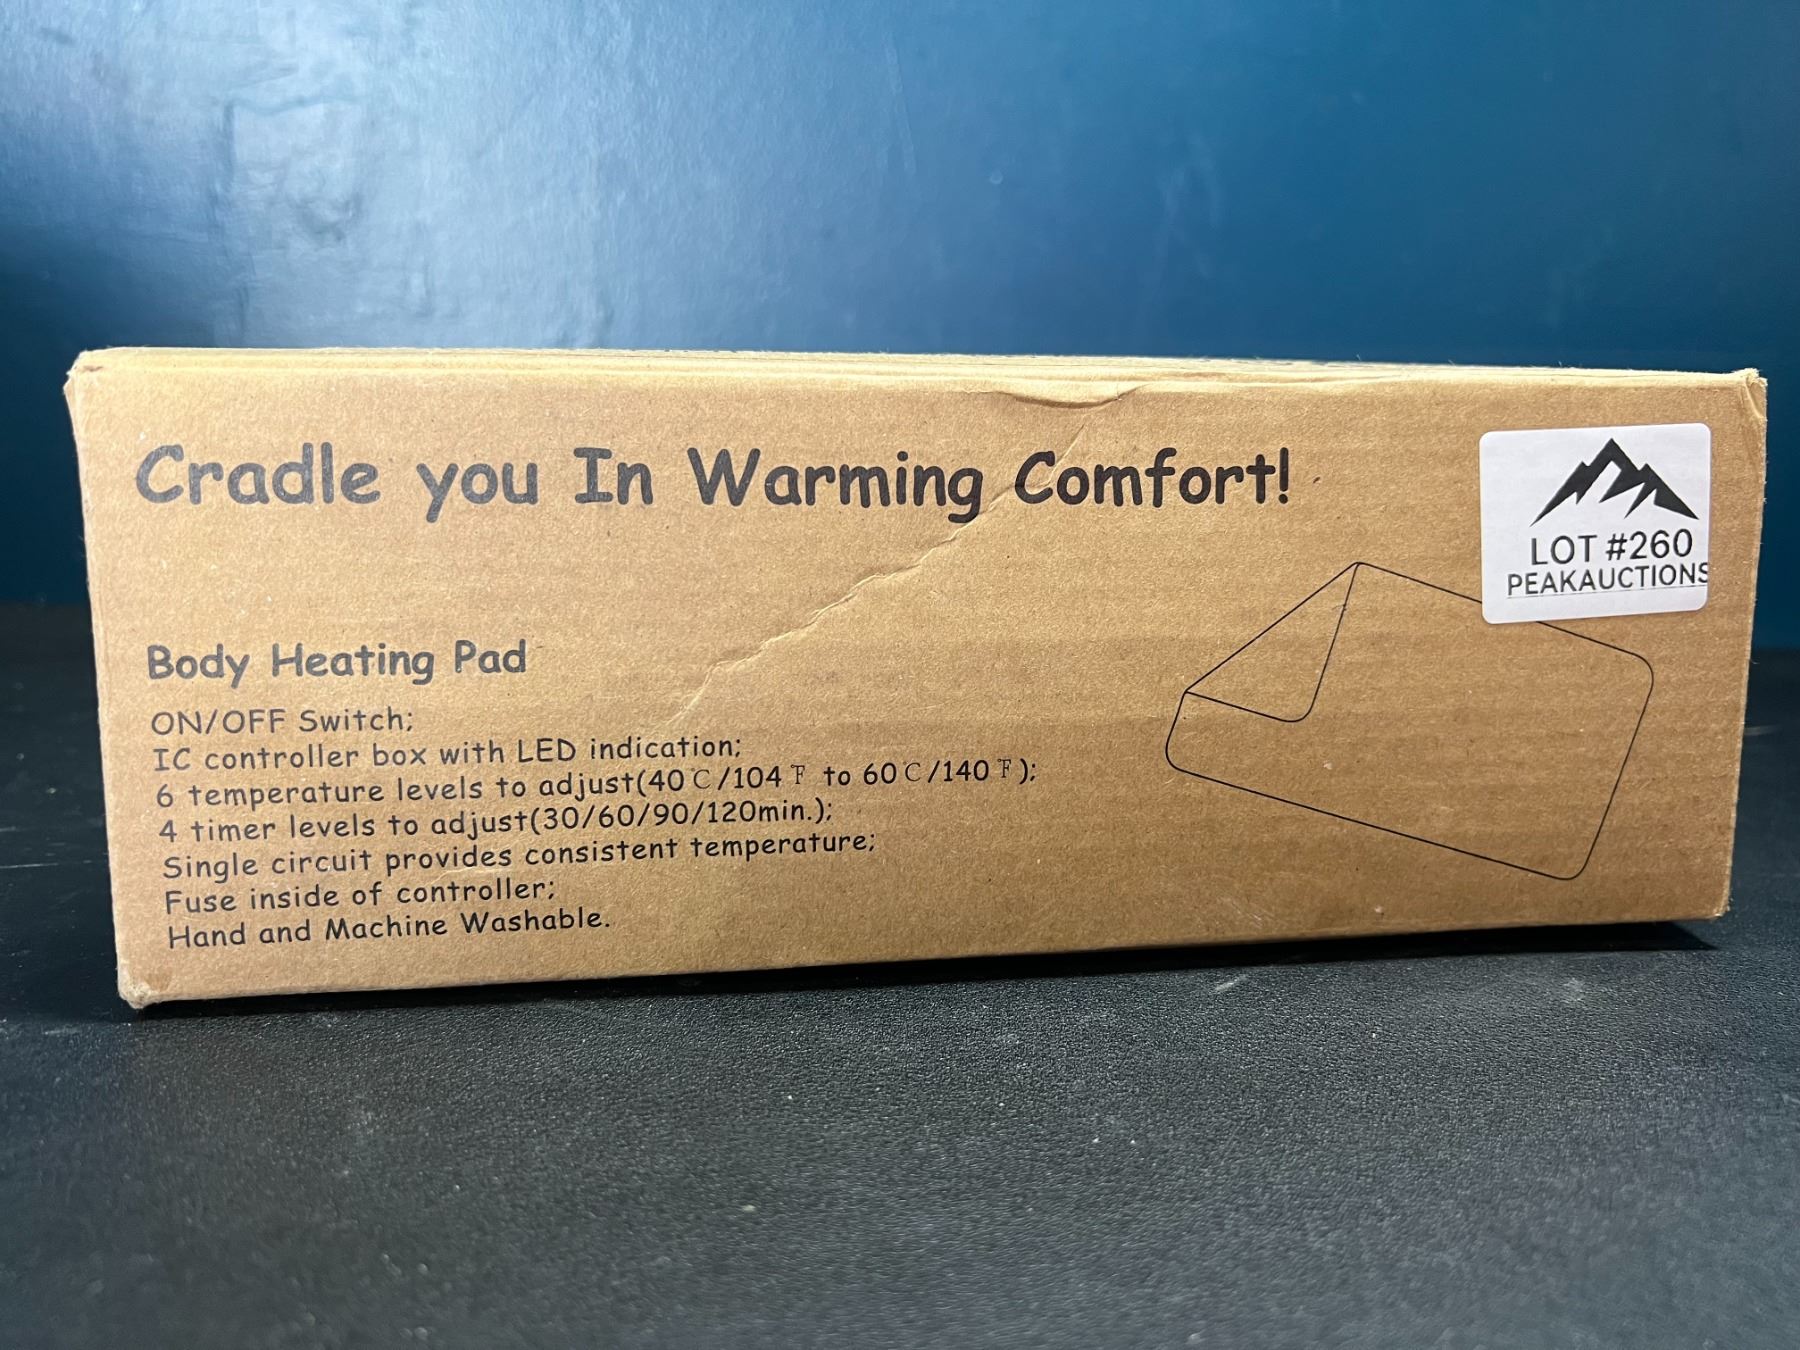 Cradle you In Warming Comfort!
LOT #260
PEAKAUCTIONS
Body Heating Pad
ON/OFF Switch;
IC controller box with LED indication;
6 temperature levels to adjust(40℃/104℉ to 60℃/140℉);
4 timer levels to adjust(30/60/90/120min.);
Single circuit provides consistent temperature;
Fuse inside of controller;
Hand and Machine Washable.